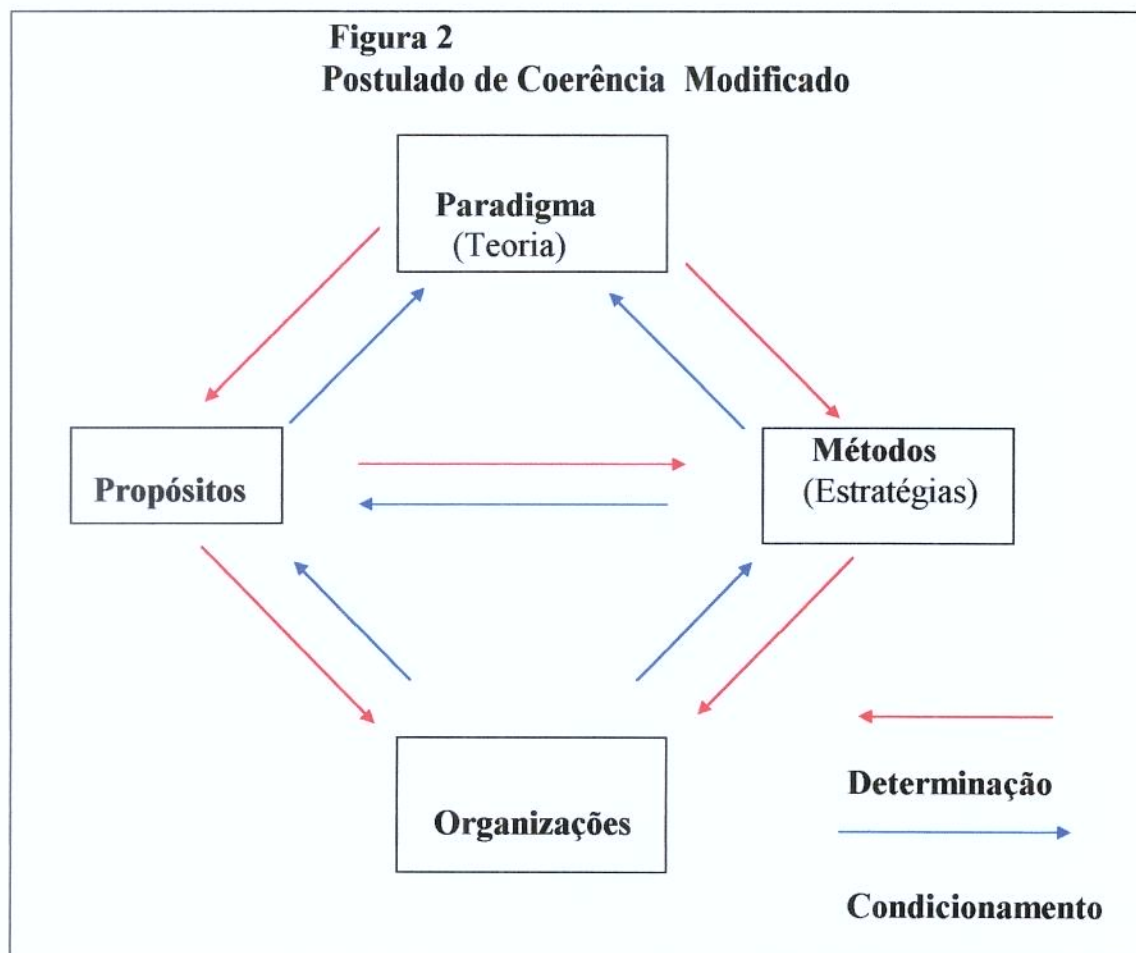 Figura 2
Postulado de Coerência Modificado
Paradigma
(Teoria)
Propósitos
Métodos
(Estratégias)
Organizações
Determinação
Condicionamento